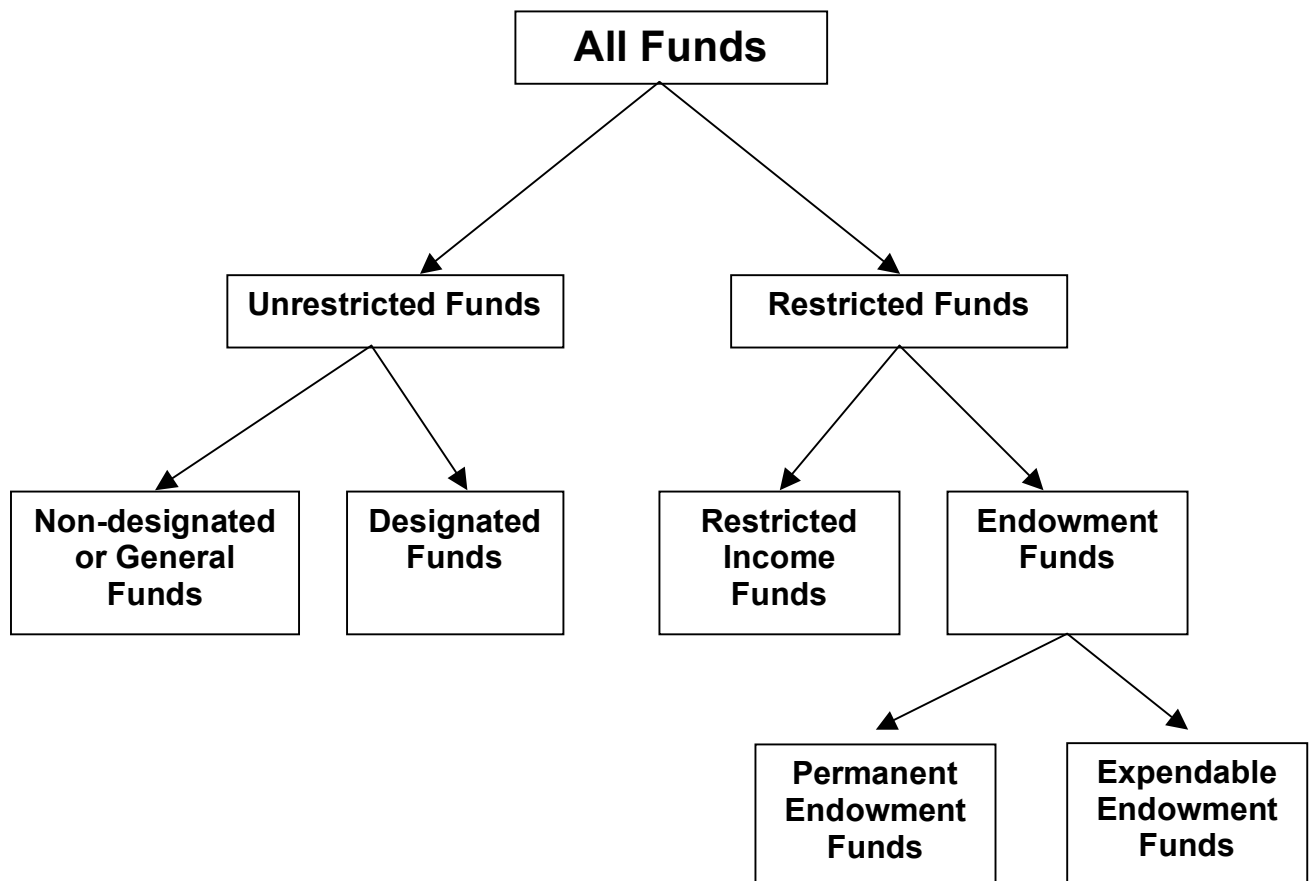 All Funds
Unrestricted Funds
Restricted Funds
Non-designated
or General
Funds
Designated
Funds
Restricted
Income
Funds
Endowment
Funds
Permanent
Endowment
Funds
Expendable
Endowment
Funds